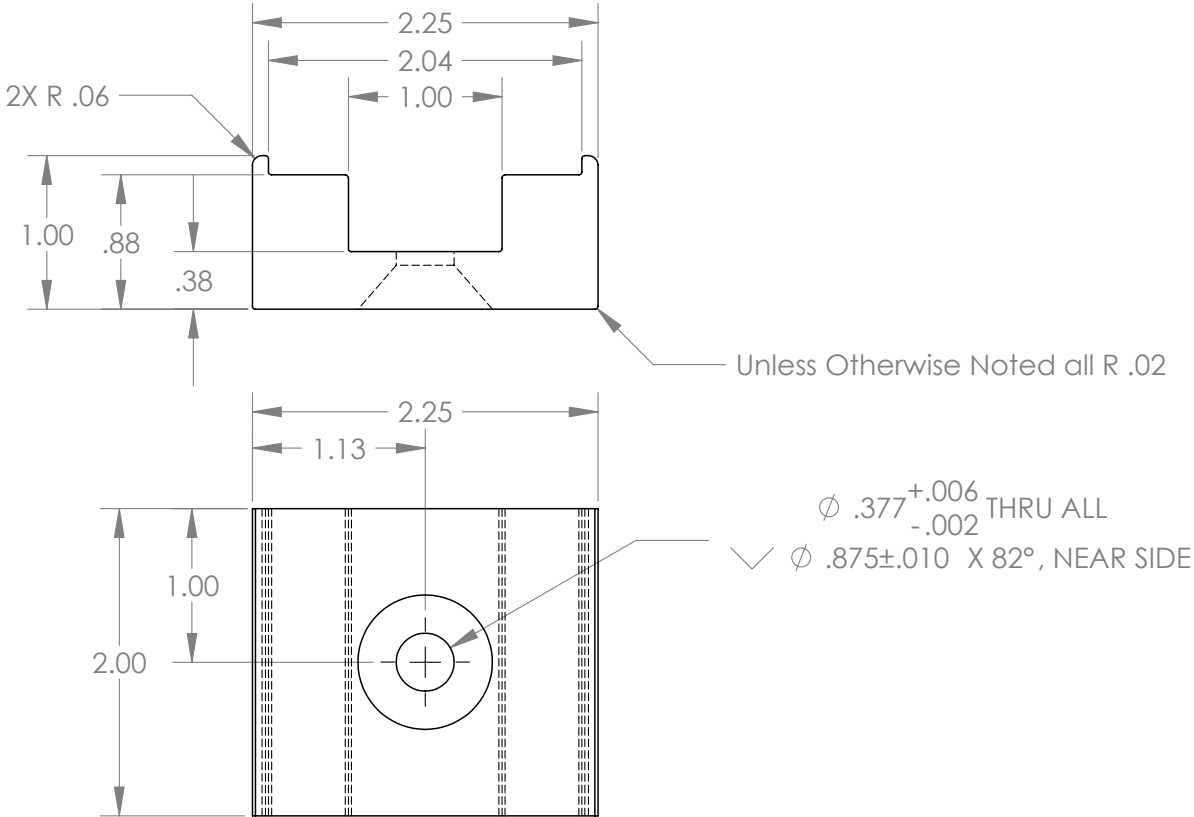 2.25
2.04
2X R .06
1.00
1.00
.88
.38
Unless Otherwise Noted all R .02
2.25
1.13
⌀ .377 +.006 -.002 THRU ALL
⌵ ⌀ .875±.010 X 82°, NEAR SIDE
1.00
2.00